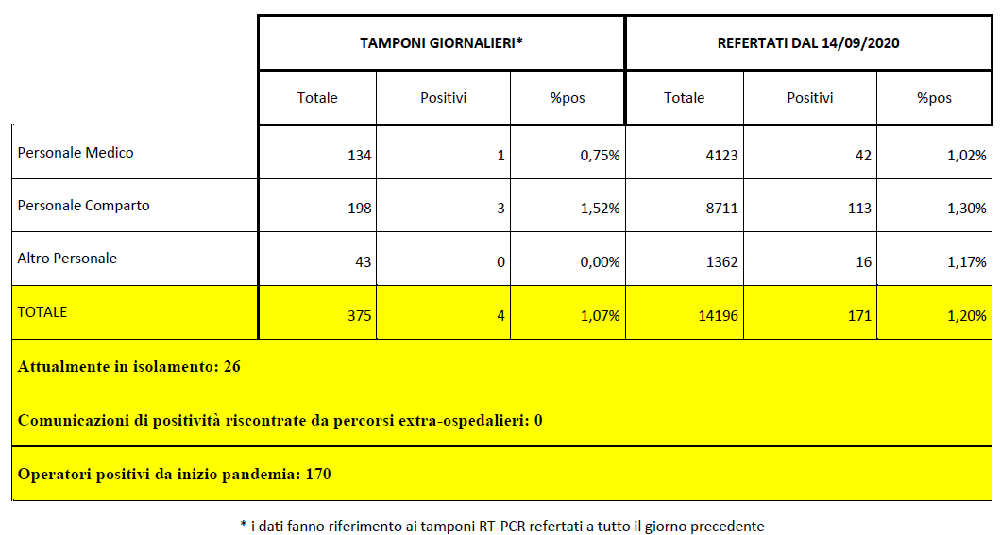 TAMPONI GIORNALIERI* REFERTATI DAL 14/09/2020
Totale Positivi %pos Totale Positivi %pos
Personale Medico 134 1 0,75% 4123 42 1,02%
Personale Comparto 198 3 1,52% 8711 113 1,30%
Altro Personale 43 0 0,00% 1362 16 1,17%
TOTALE 375 4 1,07% 14196 171 1,20%
Attualmente in isolamento: 26
Comunicazioni di positività riscontrate da percorsi extra-ospedalieri: 0
Operatori positivi da inizio pandemia: 170
* i dati fanno riferimento ai tamponi RT-PCR refertati a tutto il giorno precedente